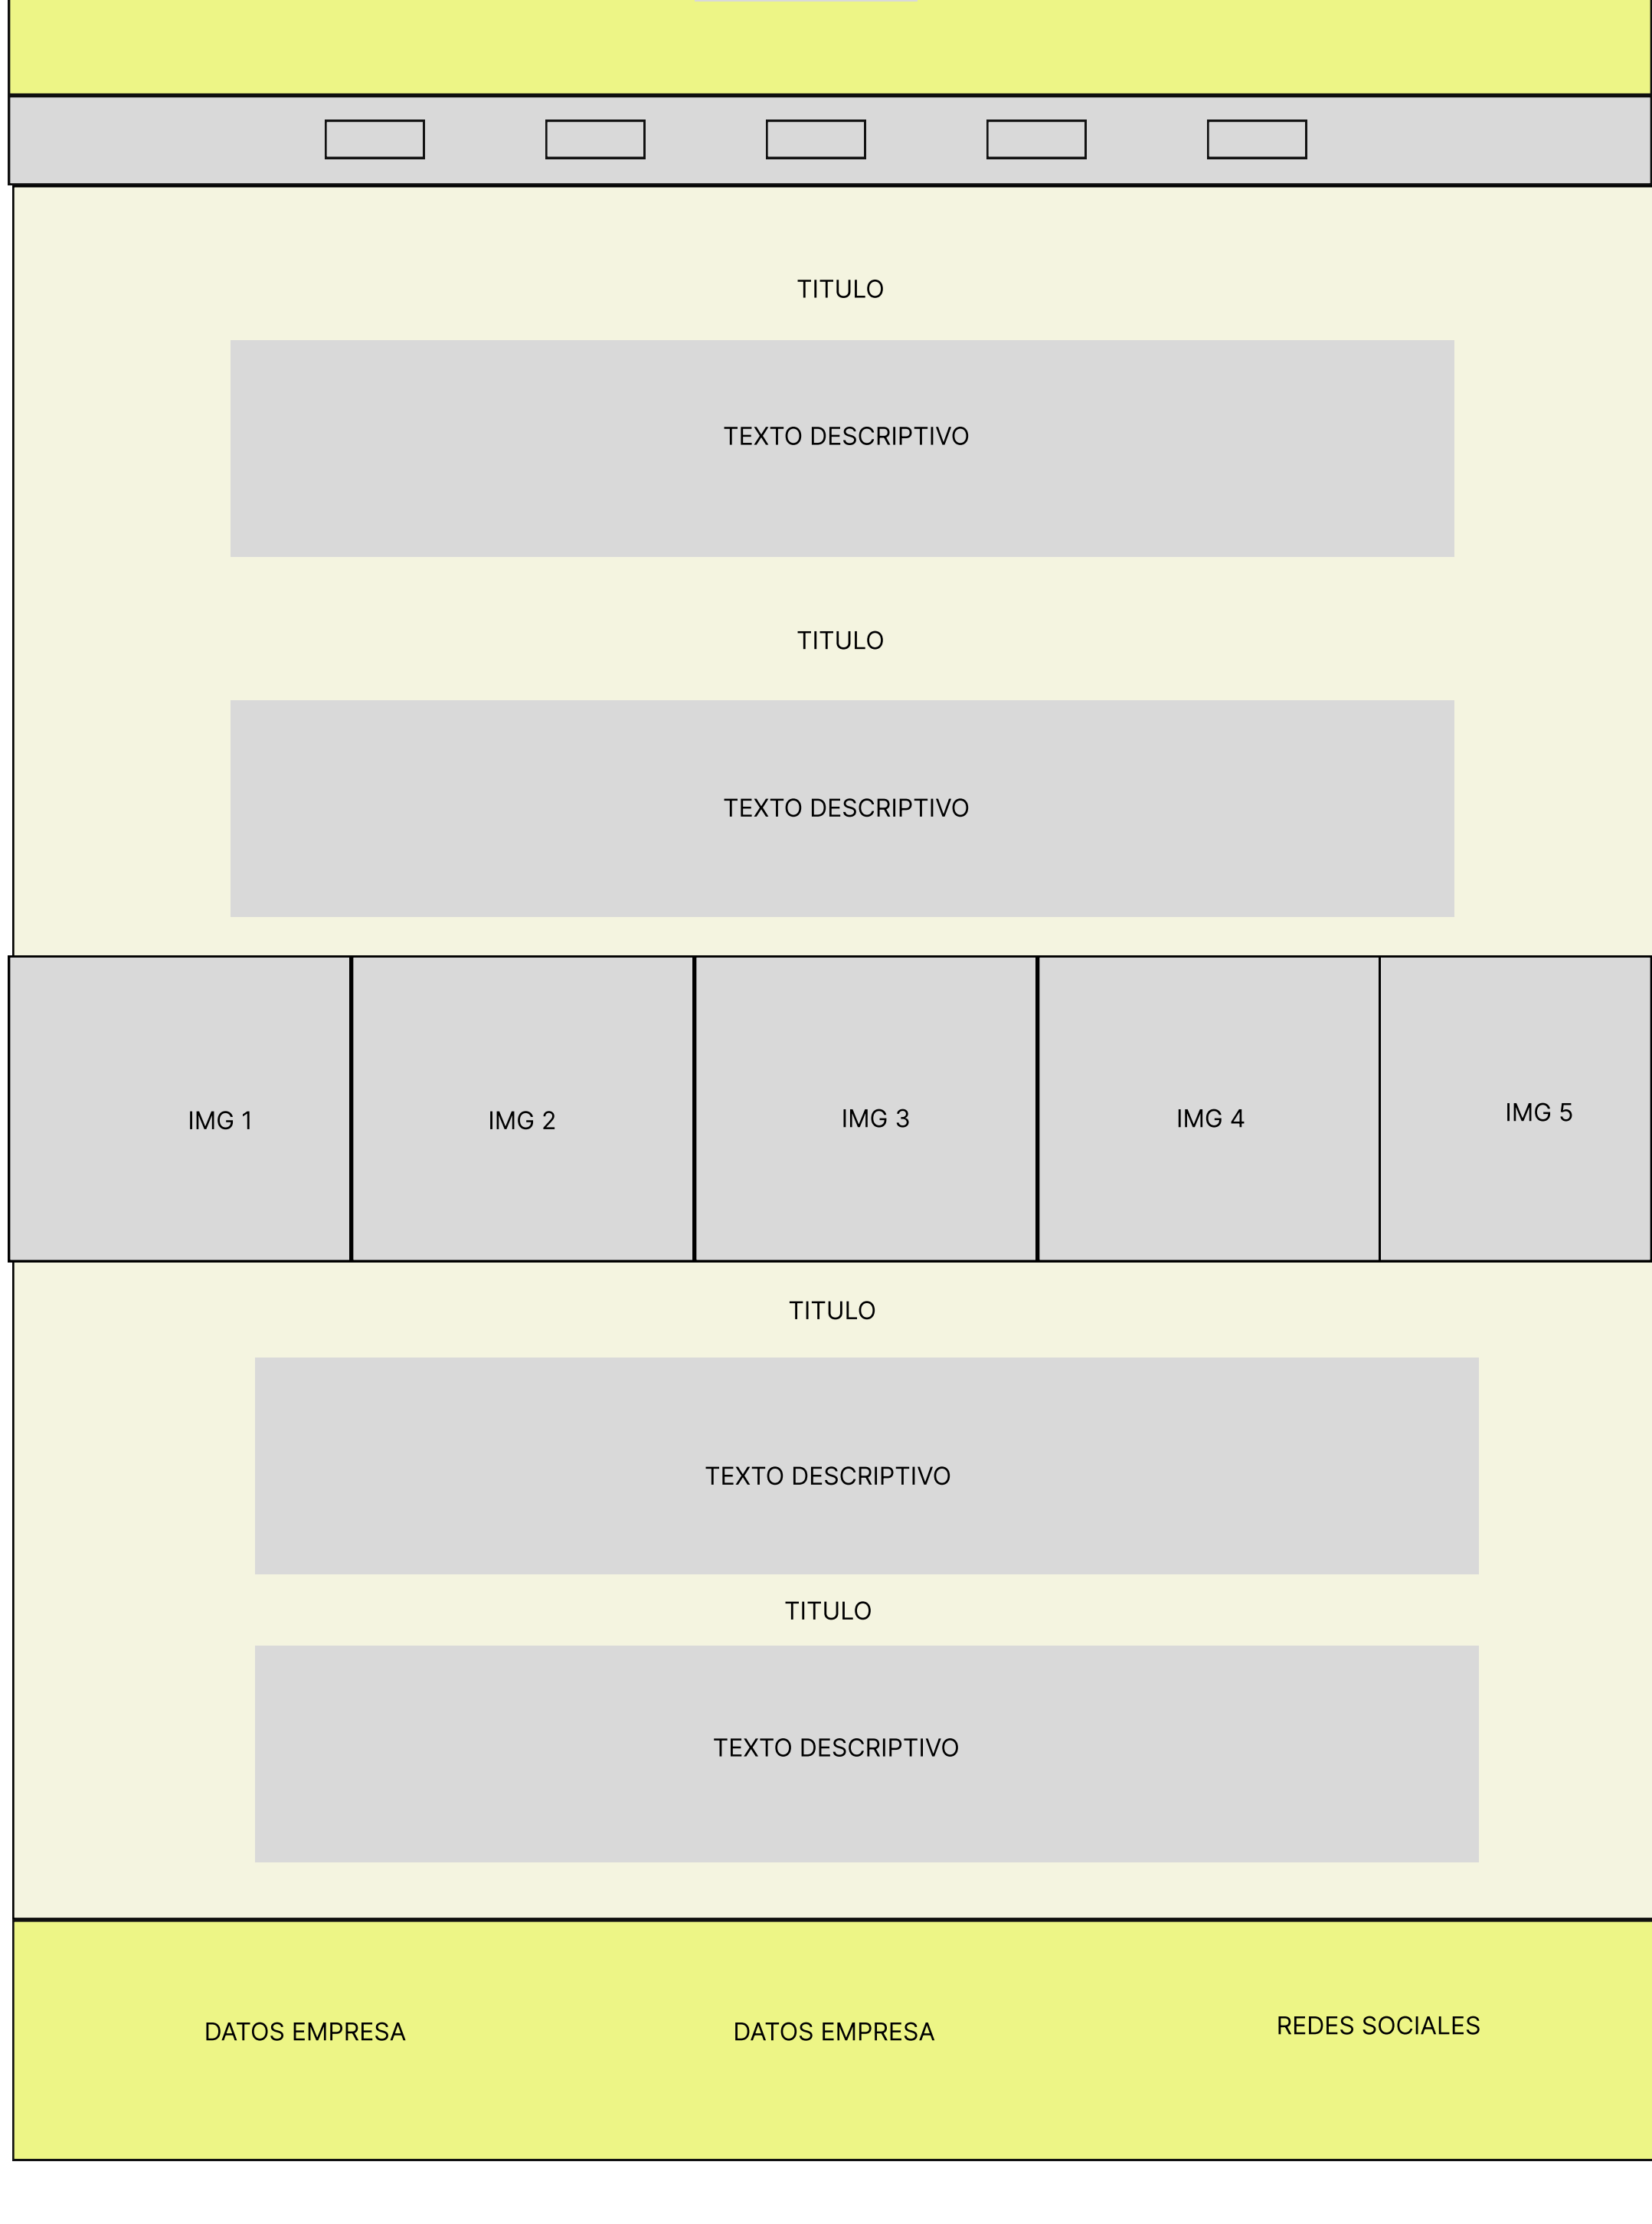 TITULO
TEXTO DESCRIPTIVO
TITULO
TEXTO DESCRIPTIVO
IMG 1
IMG 2
IMG 3
IMG 4
IMG 5
TITULO
TEXTO DESCRIPTIVO
TITULO
TEXTO DESCRIPTIVO
DATOS EMPRESA
DATOS EMPRESA
REDES SOCIALES